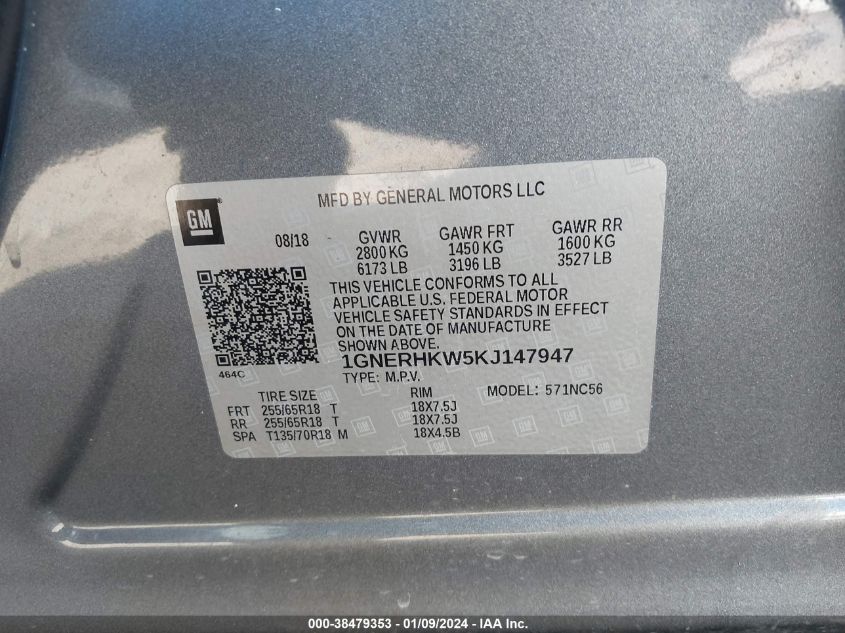 MFD BY GENERAL MOTORS LLC
GM
08/18 GVWR GAWR FRT GAWR RR
2800 KG 1450 KG 1600 KG
6173 LB 3196 LB 3527 LB
THIS VEHICLE CONFORMS TO ALL
APPLICABLE U.S. FEDERAL MOTOR
VEHICLE SAFETY STANDARDS IN EFFECT
ON THE DATE OF MANUFACTURE
SHOWN ABOVE.
464C
1GNERHKW5KJ147947
TYPE: M.P.V.
TIRE SIZE RIM MODEL: 571NC56
FRT 255/65R18 T 18X7.5J
RR 255/65R18 T 18X7.5J
SPA T135/70R18 M 18X4.5B
000-38479353 - 01/09/2024 - IAA Inc.